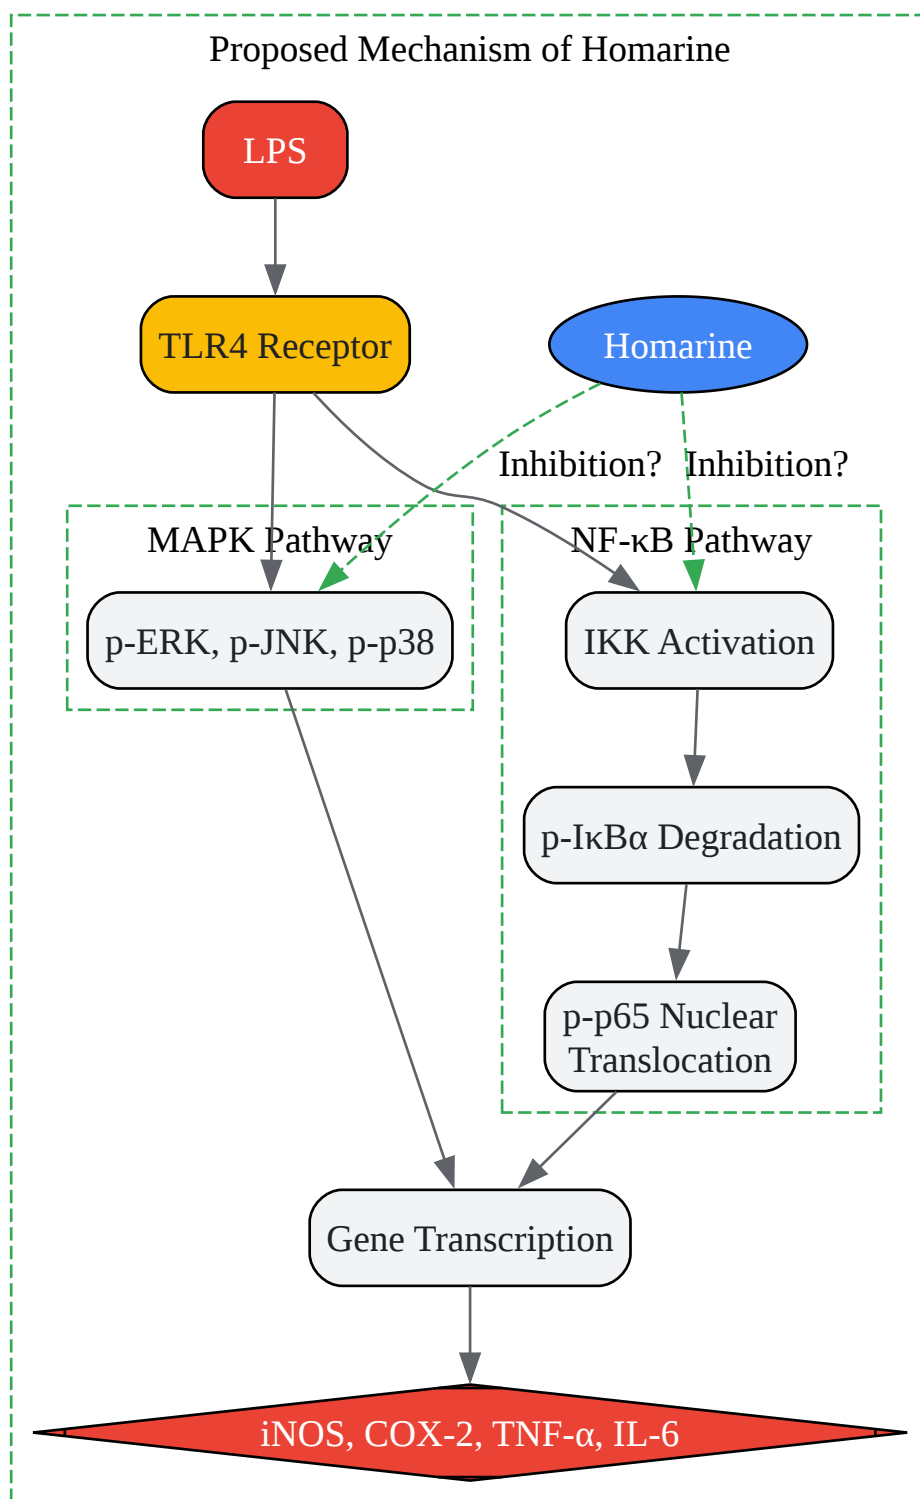 Proposed Mechanism of Homarine
LPS
TLR4 Receptor
Homarine
Inhibition?
Inhibition?
MAPK Pathway
NF-κB Pathway
p-ERK, p-JNK, p-p38
IKK Activation
p-IκBα Degradation
p-p65 Nuclear
Translocation
Gene Transcription
iNOS, COX-2, TNF-α, IL-6